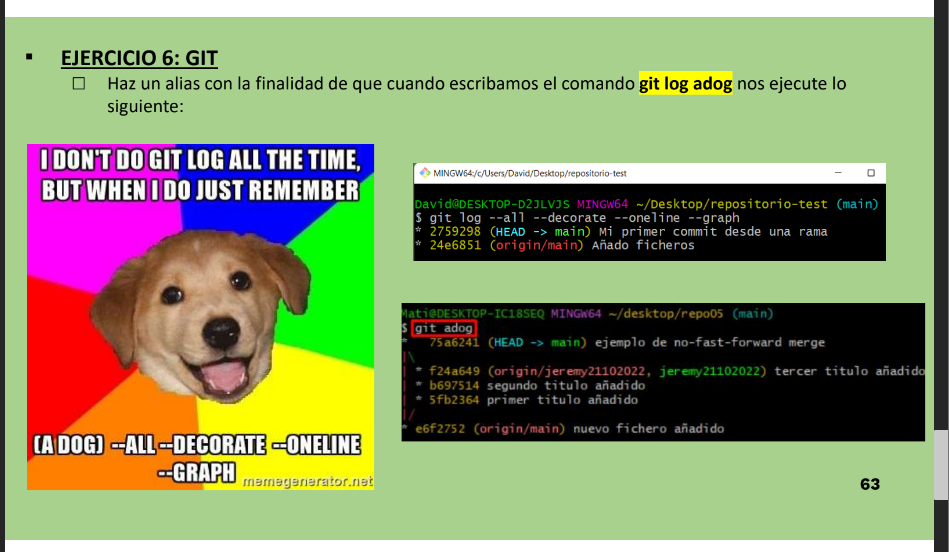 EJERCICIO 6: GIT
Haz un alias con la finalidad de que cuando escribamos el comando git log adog nos ejecute lo
siguiente:
I DON'T DO GIT LOG ALL THE TIME,
BUT WHEN I DO JUST REMEMBER
(A DOG) --ALL --DECORATE --ONELINE
--GRAPH
memegenerator.net
MINGW64:/c/Users/David/Desktop/repositorio-test
David@DESKTOP-D2JLVJS MINGW64 ~/Desktop/repositorio-test (main)
$ git log --all --decorate --oneline --graph
* 2759298 (HEAD -> main) Mi primer commit desde una rama
* 24e6851 (origin/main) Añado ficheros
Mati@DESKTOP-IC18SEQ MINGW64 ~/desktop/repo05 (main)
$ git adog
*   75a6241 (HEAD -> main) ejemplo de no-fast-forward merge
|\
| * f24a649 (origin/jeremy21102022, jeremy21102022) tercer titulo añadido
| * b697514 segundo titulo añadido
| * 5fb2364 primer titulo añadido
|/
* e6f2752 (origin/main) nuevo fichero añadido
63